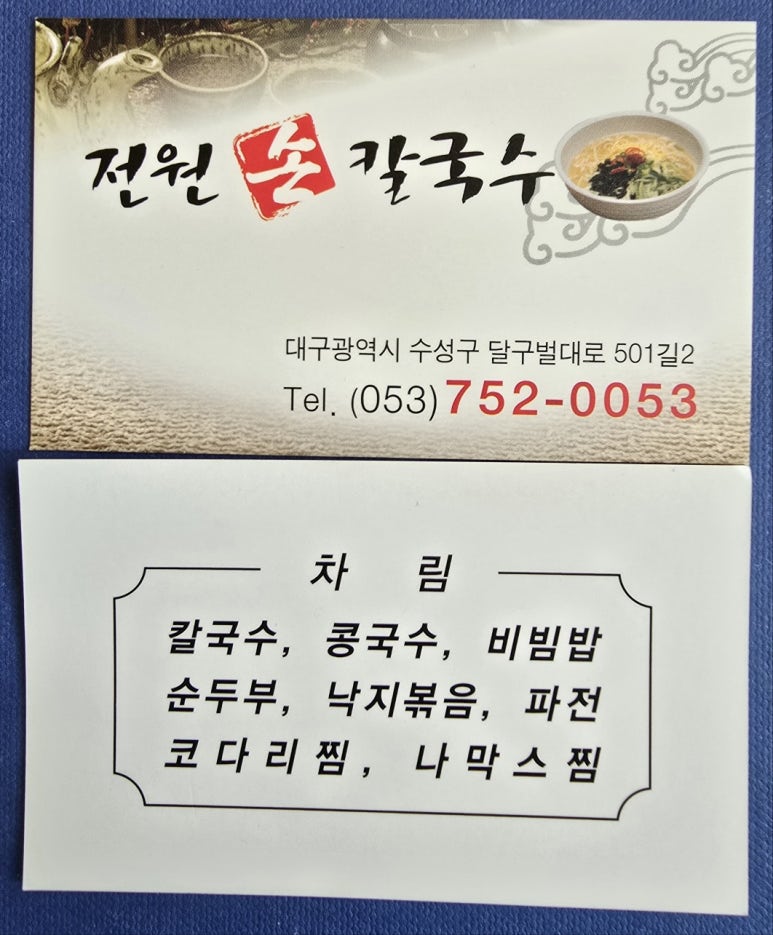 전원 손 칼국수
대구광역시 수성구 달구벌대로 501길2
Tel. (053) 752-0053
차 림
칼국수, 콩국수, 비빔밥
순두부, 낙지볶음, 파전
코다리찜, 나막스찜